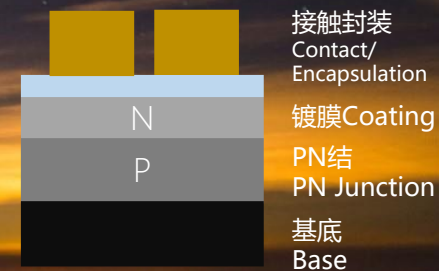 接触封装
Contact/
Encapsulation
N
镀膜Coating
P
PN结
PN Junction
基底
Base